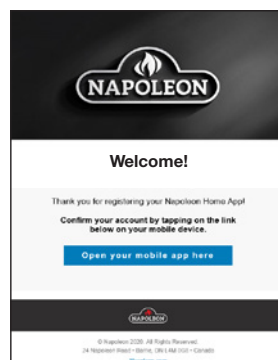 NAPOLEON
Welcome!
Thank you for registering your Napoleon Home App!
Confirm your account by tapping on the link
below on your mobile device.
Open your mobile app here
NAPOLEON
© Napoleon 2020. All Rights Reserved.
24 Napoleon Road • Barrie, ON L4M 0G8 • Canada